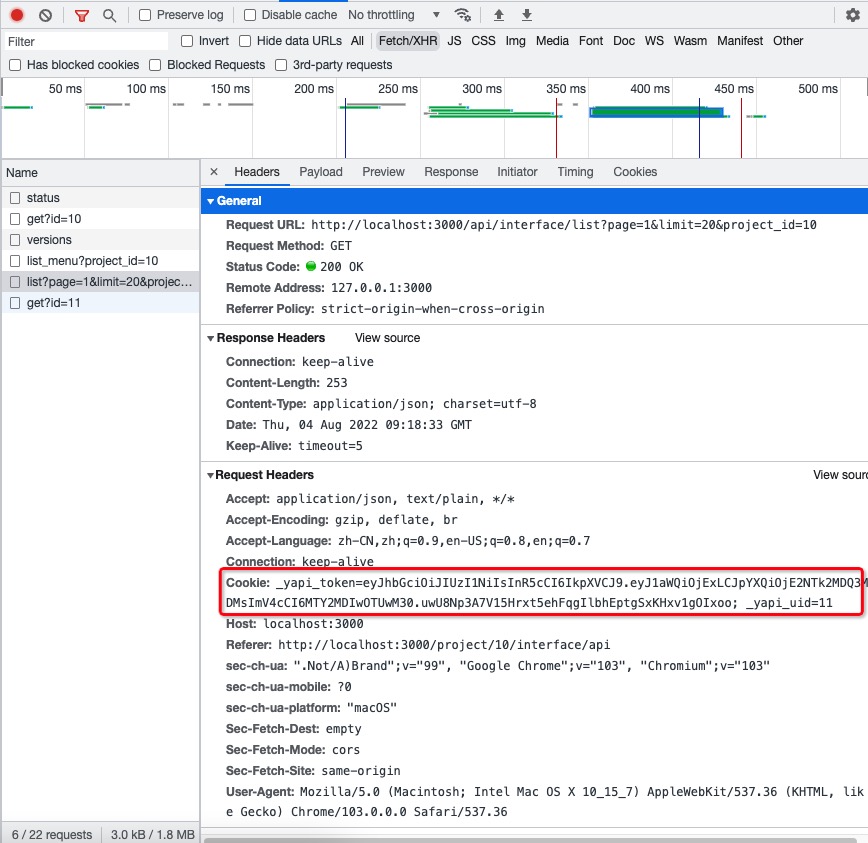 Preserve log Disable cache No throttling
Filter Invert Hide data URLs All Fetch/XHR JS CSS Img Media Font Doc WS Wasm Manifest Other
Has blocked cookies Blocked Requests 3rd-party requests
50 ms 100 ms 150 ms 200 ms 250 ms 300 ms 350 ms 400 ms 450 ms 500 ms
Name
status
get?id=10
versions
list_menu?project_id=10
list?page=1&limit=20&projec...
get?id=11
× Headers Payload Preview Response Initiator Timing Cookies
General
Request URL: http://localhost:3000/api/interface/list?page=1&limit=20&project_id=10
Request Method: GET
Status Code: 200 OK
Remote Address: 127.0.0.1:3000
Referrer Policy: strict-origin-when-cross-origin
Response Headers View source
Connection: keep-alive
Content-Length: 253
Content-Type: application/json; charset=utf-8
Date: Thu, 04 Aug 2022 09:18:33 GMT
Keep-Alive: timeout=5
Request Headers View sour
Accept: application/json, text/plain, */*
Accept-Encoding: gzip, deflate, br
Accept-Language: zh-CN,zh;q=0.9,en-US;q=0.8,en;q=0.7
Connection: keep-alive
Cookie: _yapi_token=eyJhbGciOiJIUzI1NiIsInR5cCI6IkpXVCJ9.eyJ1aWQiOjExLCJpYXQiOjE2NTk2MDQ3M
DMsImV4cCI6MTY2MDIwOTUwM30.uwU8Np3A7V15Hrxt5ehFqgIlbhEptgSxKHxv1gOIxoo; _yapi_uid=11
Host: localhost:3000
Referer: http://localhost:3000/project/10/interface/api
sec-ch-ua: ".Not/A)Brand";v="99", "Google Chrome";v="103", "Chromium";v="103"
sec-ch-ua-mobile: ?0
sec-ch-ua-platform: "macOS"
Sec-Fetch-Dest: empty
Sec-Fetch-Mode: cors
Sec-Fetch-Site: same-origin
User-Agent: Mozilla/5.0 (Macintosh; Intel Mac OS X 10_15_7) AppleWebKit/537.36 (KHTML, lik
e Gecko) Chrome/103.0.0.0 Safari/537.36
6 / 22 requests 3.0 kB / 1.8 MB